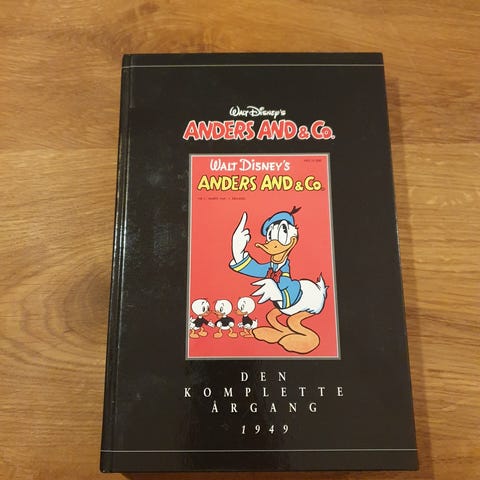 WALT DISNEY'S
ANDERS AND & CO.
WALT DISNEY'S
ANDERS AND & CO.
DEN
KOMPLETTE
ÅRGANG
1949